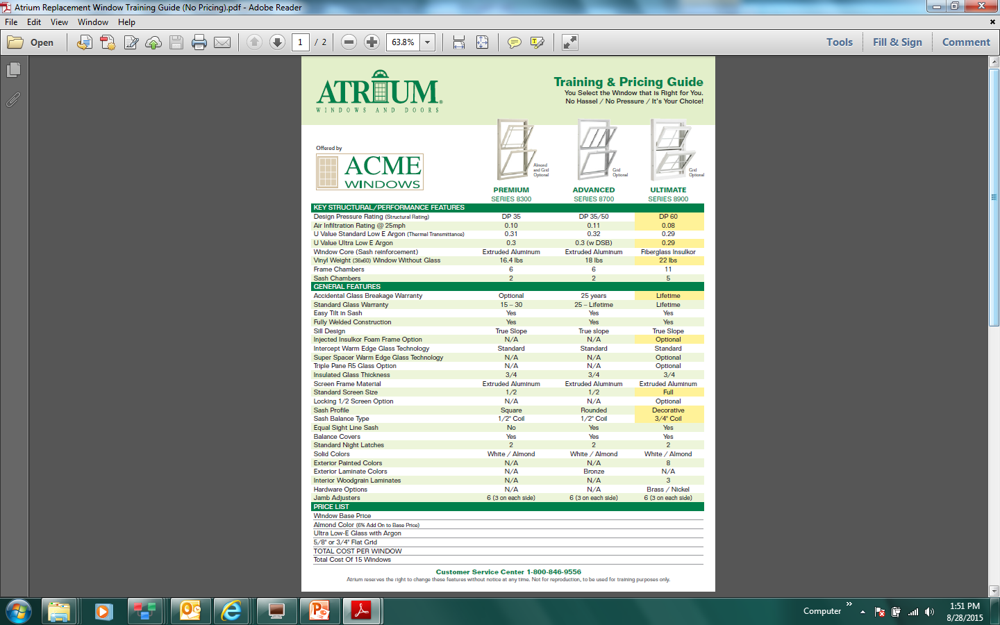 Atrium Replacement Window Training Guide (No Pricing).pdf - Adobe Reader
File Edit View Window Help
Open 1 / 2 63.8% Tools Fill & Sign Comment
ATRIUM®
WINDOWS AND DOORS
Training & Pricing Guide
You Select the Window that is Right for You.
No Hassel / No Pressure / It's Your Choice!
Offered by
ACME
WINDOWS
Almond
and Grid
Optional
Grid
Optional
Grid
Optional
PREMIUM ADVANCED ULTIMATE
SERIES 8300 SERIES 8700 SERIES 8900
KEY STRUCTURAL/PERFORMANCE FEATURES
Design Pressure Rating (Structural Rating) DP 35 DP 35/50 DP 60
Air Infiltration Rating @ 25mph 0.10 0.11 0.08
U Value Standard Low E Argon (Thermal Transmittance) 0.31 0.32 0.29
U Value Ultra Low E Argon 0.3 0.3 (w DSB) 0.29
Window Core (Sash reinforcement) Extruded Aluminum Extruded Aluminum Fiberglass Insulkor
Vinyl Weight (36x60) Window Without Glass 16.4 lbs 18 lbs 22 lbs
Frame Chambers 6 6 11
Sash Chambers 2 2 5
GENERAL FEATURES
Accidental Glass Breakage Warranty Optional 25 years Lifetime
Standard Glass Warranty 15 – 30 25 – Lifetime Lifetime
Easy Tilt in Sash Yes Yes Yes
Fully Welded Construction Yes Yes Yes
Sill Design True Slope True slope True Slope
Injected Insulkor Foam Frame Option N/A N/A Optional
Intercept Warm Edge Glass Technology Standard Standard Standard
Super Spacer Warm Edge Glass Technology N/A N/A Optional
Triple Pane R5 Glass Option N/A N/A Optional
Insulated Glass Thickness 3/4 3/4 3/4
Screen Frame Material Extruded Aluminum Extruded Aluminum Extruded Aluminum
Standard Screen Size 1/2 1/2 Full
Locking 1/2 Screen Option N/A N/A Optional
Sash Profile Square Rounded Decorative
Sash Balance Type 1/2" Coil 1/2" Coil 3/4" Coil
Equal Sight Line Sash No Yes Yes
Balance Covers Yes Yes Yes
Standard Night Latches 2 2 2
Solid Colors White / Almond White / Almond White / Almond
Exterior Painted Colors N/A N/A 8
Exterior Laminate Colors N/A Bronze N/A
Interior Woodgrain Laminates N/A N/A 3
Hardware Options N/A N/A Brass / Nickel
Jamb Adjusters 6 (3 on each side) 6 (3 on each side) 6 (3 on each side)
PRICE LIST
Window Base Price
Almond Color (6% Add On to Base Price)
Ultra Low-E Glass with Argon
5/8" or 3/4" Flat Grid
TOTAL COST PER WINDOW
Total Cost Of 15 Windows
Customer Service Center 1-800-846-9556
Atrium reserves the right to change these features without notice at any time. Not for reproduction, to be used for training purposes only.
Computer » 1:51 PM
8/28/2015